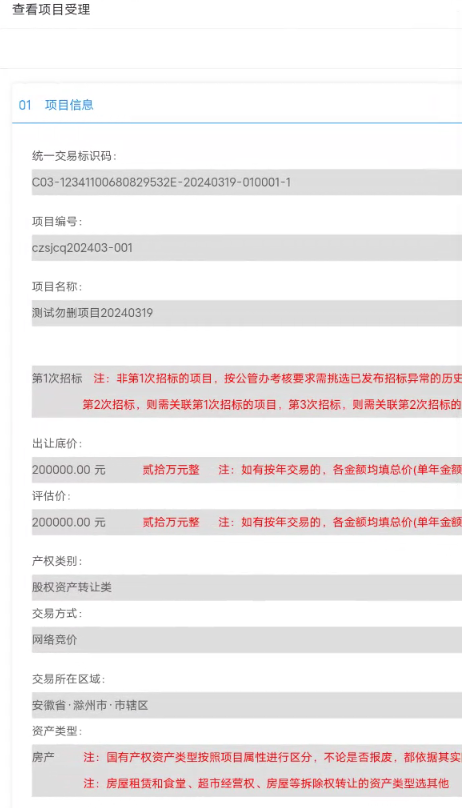 查看项目受理
01 项目信息
统一交易标识码:
C03-12341100680829532E-20240319-010001-1
项目编号:
czsjcq202403-001
项目名称:
测试勿删项目20240319
第1次招标 注：非第1次招标的项目，按公管办考核要求需挑选已发布招标异常的历史
第2次招标，则需关联第1次招标的项目，第3次招标，则需关联第2次招标的
出让底价:
200000.00 元 贰拾万元整 注：如有按年交易的，各金额均填总价(单年金额
评估价:
200000.00 元 贰拾万元整 注：如有按年交易的，各金额均填总价(单年金额
产权类别:
股权资产转让类
交易方式:
网络竞价
交易所在区域:
安徽省·滁州市·市辖区
资产类型:
房产 注：国有产权资产类型按照项目属性进行区分，不论是否报废，都依据其实
注：房屋租赁和食堂、超市经营权、房屋等拆除权转让的资产类型选其他